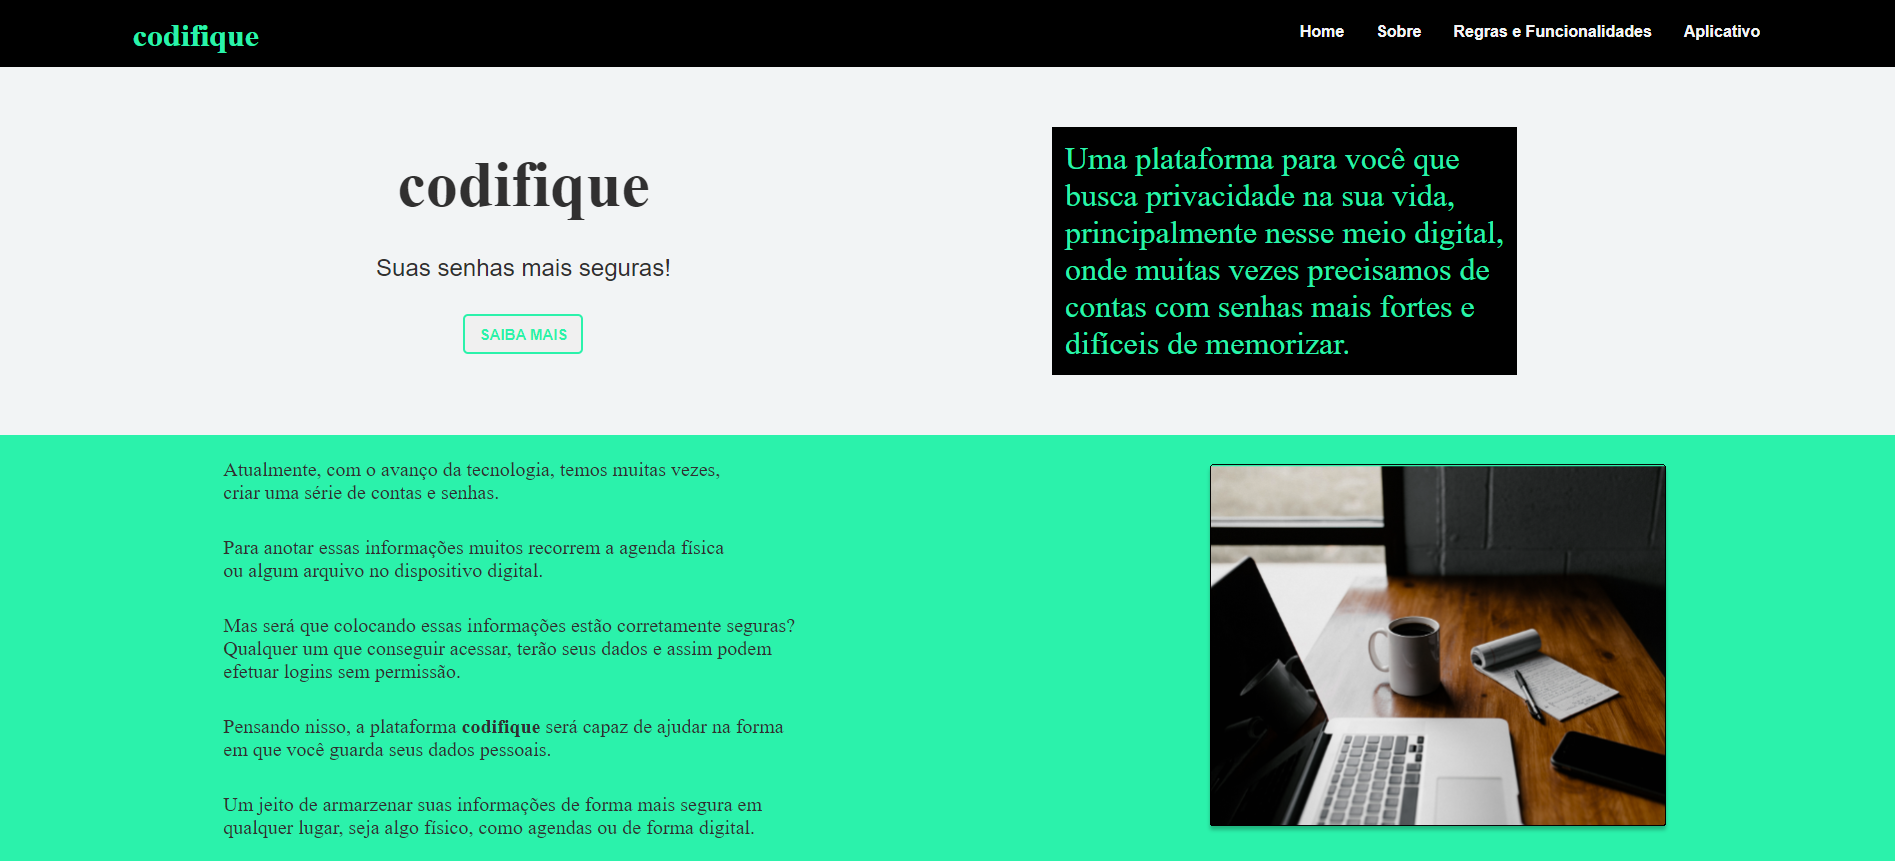 codifique
Home Sobre Regras e Funcionalidades Aplicativo
codifique
Suas senhas mais seguras!
SAIBA MAIS
Uma plataforma para você que
busca privacidade na sua vida,
principalmente nesse meio digital,
onde muitas vezes precisamos de
contas com senhas mais fortes e
difíceis de memorizar.
Atualmente, com o avanço da tecnologia, temos muitas vezes,
criar uma série de contas e senhas.
Para anotar essas informações muitos recorrem a agenda física
ou algum arquivo no dispositivo digital.
Mas será que colocando essas informações estão corretamente seguras?
Qualquer um que conseguir acessar, terão seus dados e assim podem
efetuar logins sem permissão.
Pensando nisso, a plataforma codifique será capaz de ajudar na forma
em que você guarda seus dados pessoais.
Um jeito de armarzenar suas informações de forma mais segura em
qualquer lugar, seja algo físico, como agendas ou de forma digital.